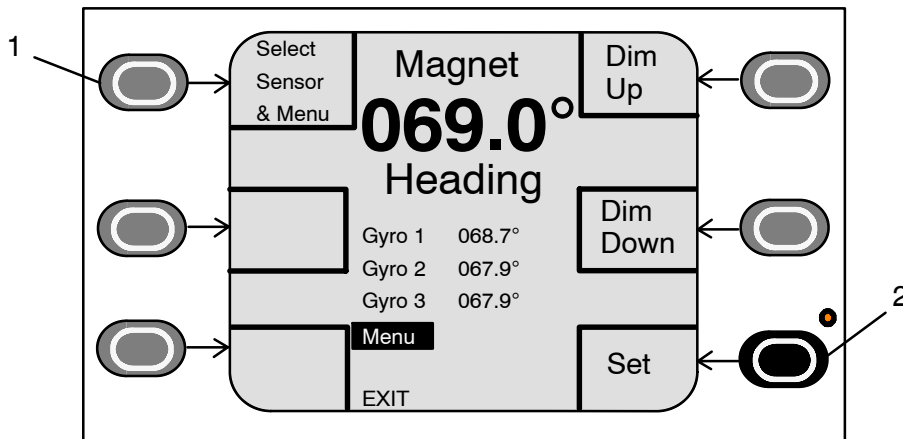 1
Select
Sensor
& Menu
Magnet
069.0°
Heading
Dim
Up
Dim
Down
Gyro 1 068.7°
Gyro 2 067.9°
Gyro 3 067.9°
Menu
EXIT
Set
2